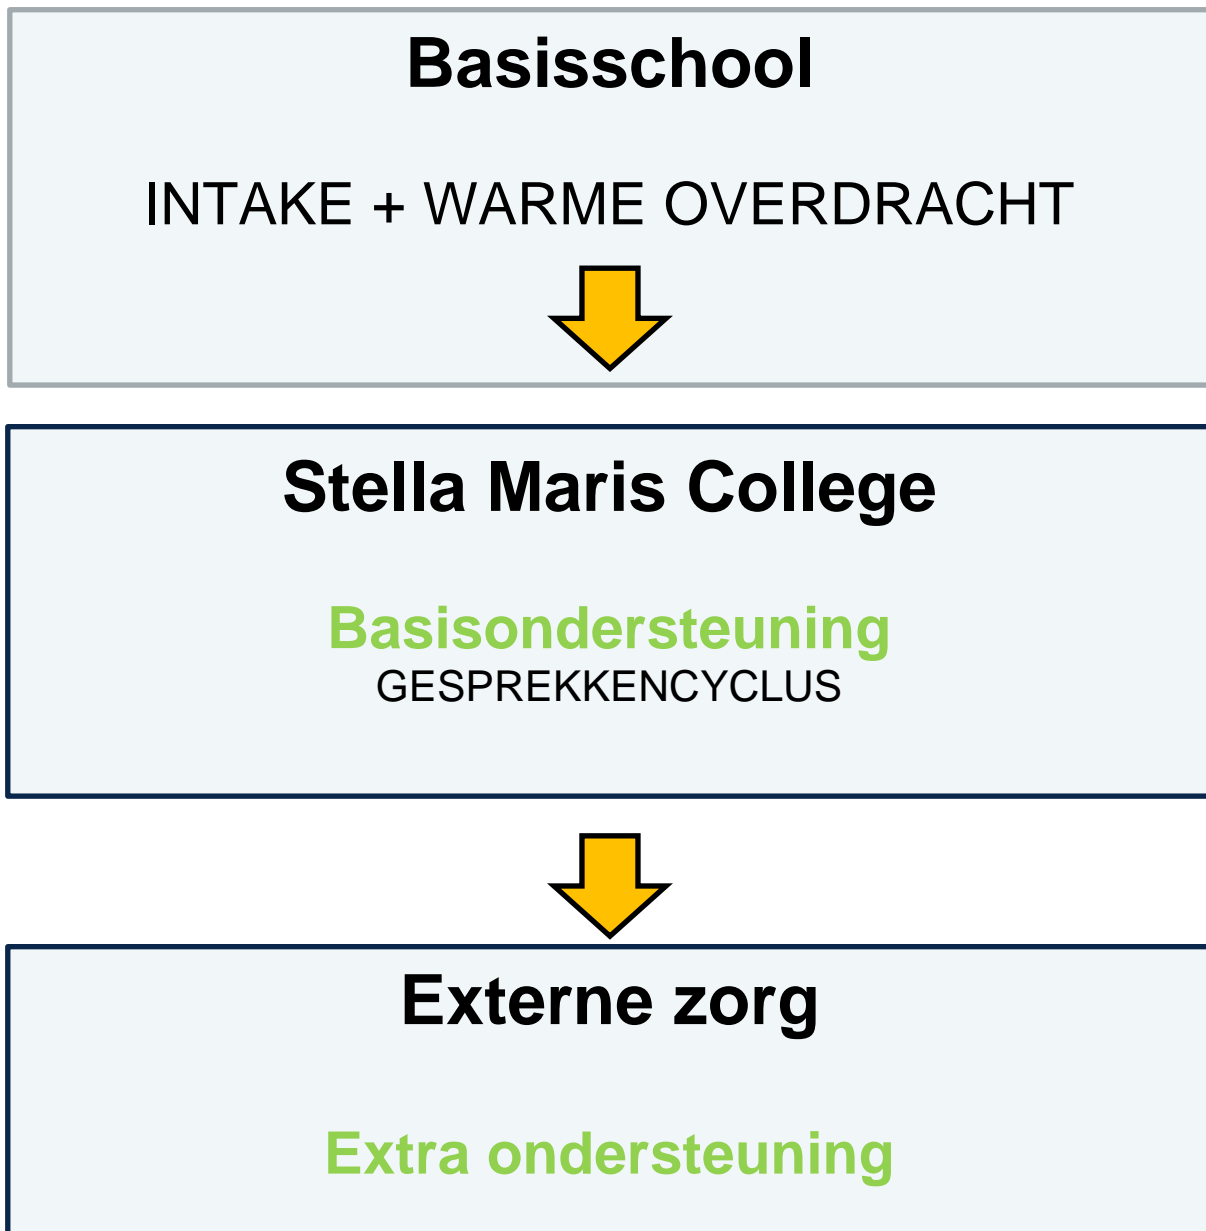 Basisschool
INTAKE + WARME OVERDRACHT
Stella Maris College
Basisondersteuning
GESPREKKENCYCLUS
Externe zorg
Extra ondersteuning